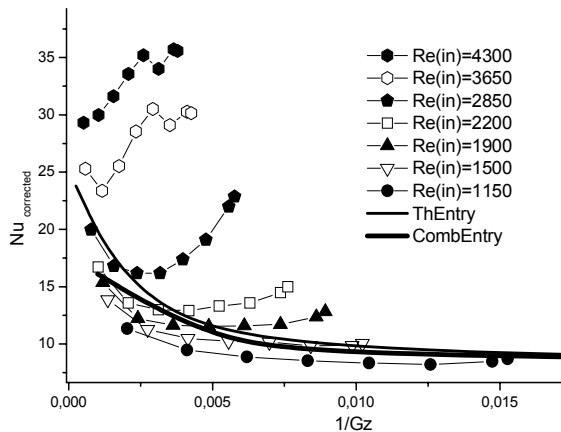 35
30
25
20
15
10
Nu corrected
0,000
0,005
0,010
0,015
1/Gz
Re(in)=4300
Re(in)=3650
Re(in)=2850
Re(in)=2200
Re(in)=1900
Re(in)=1500
Re(in)=1150
ThEntry
CombEntry